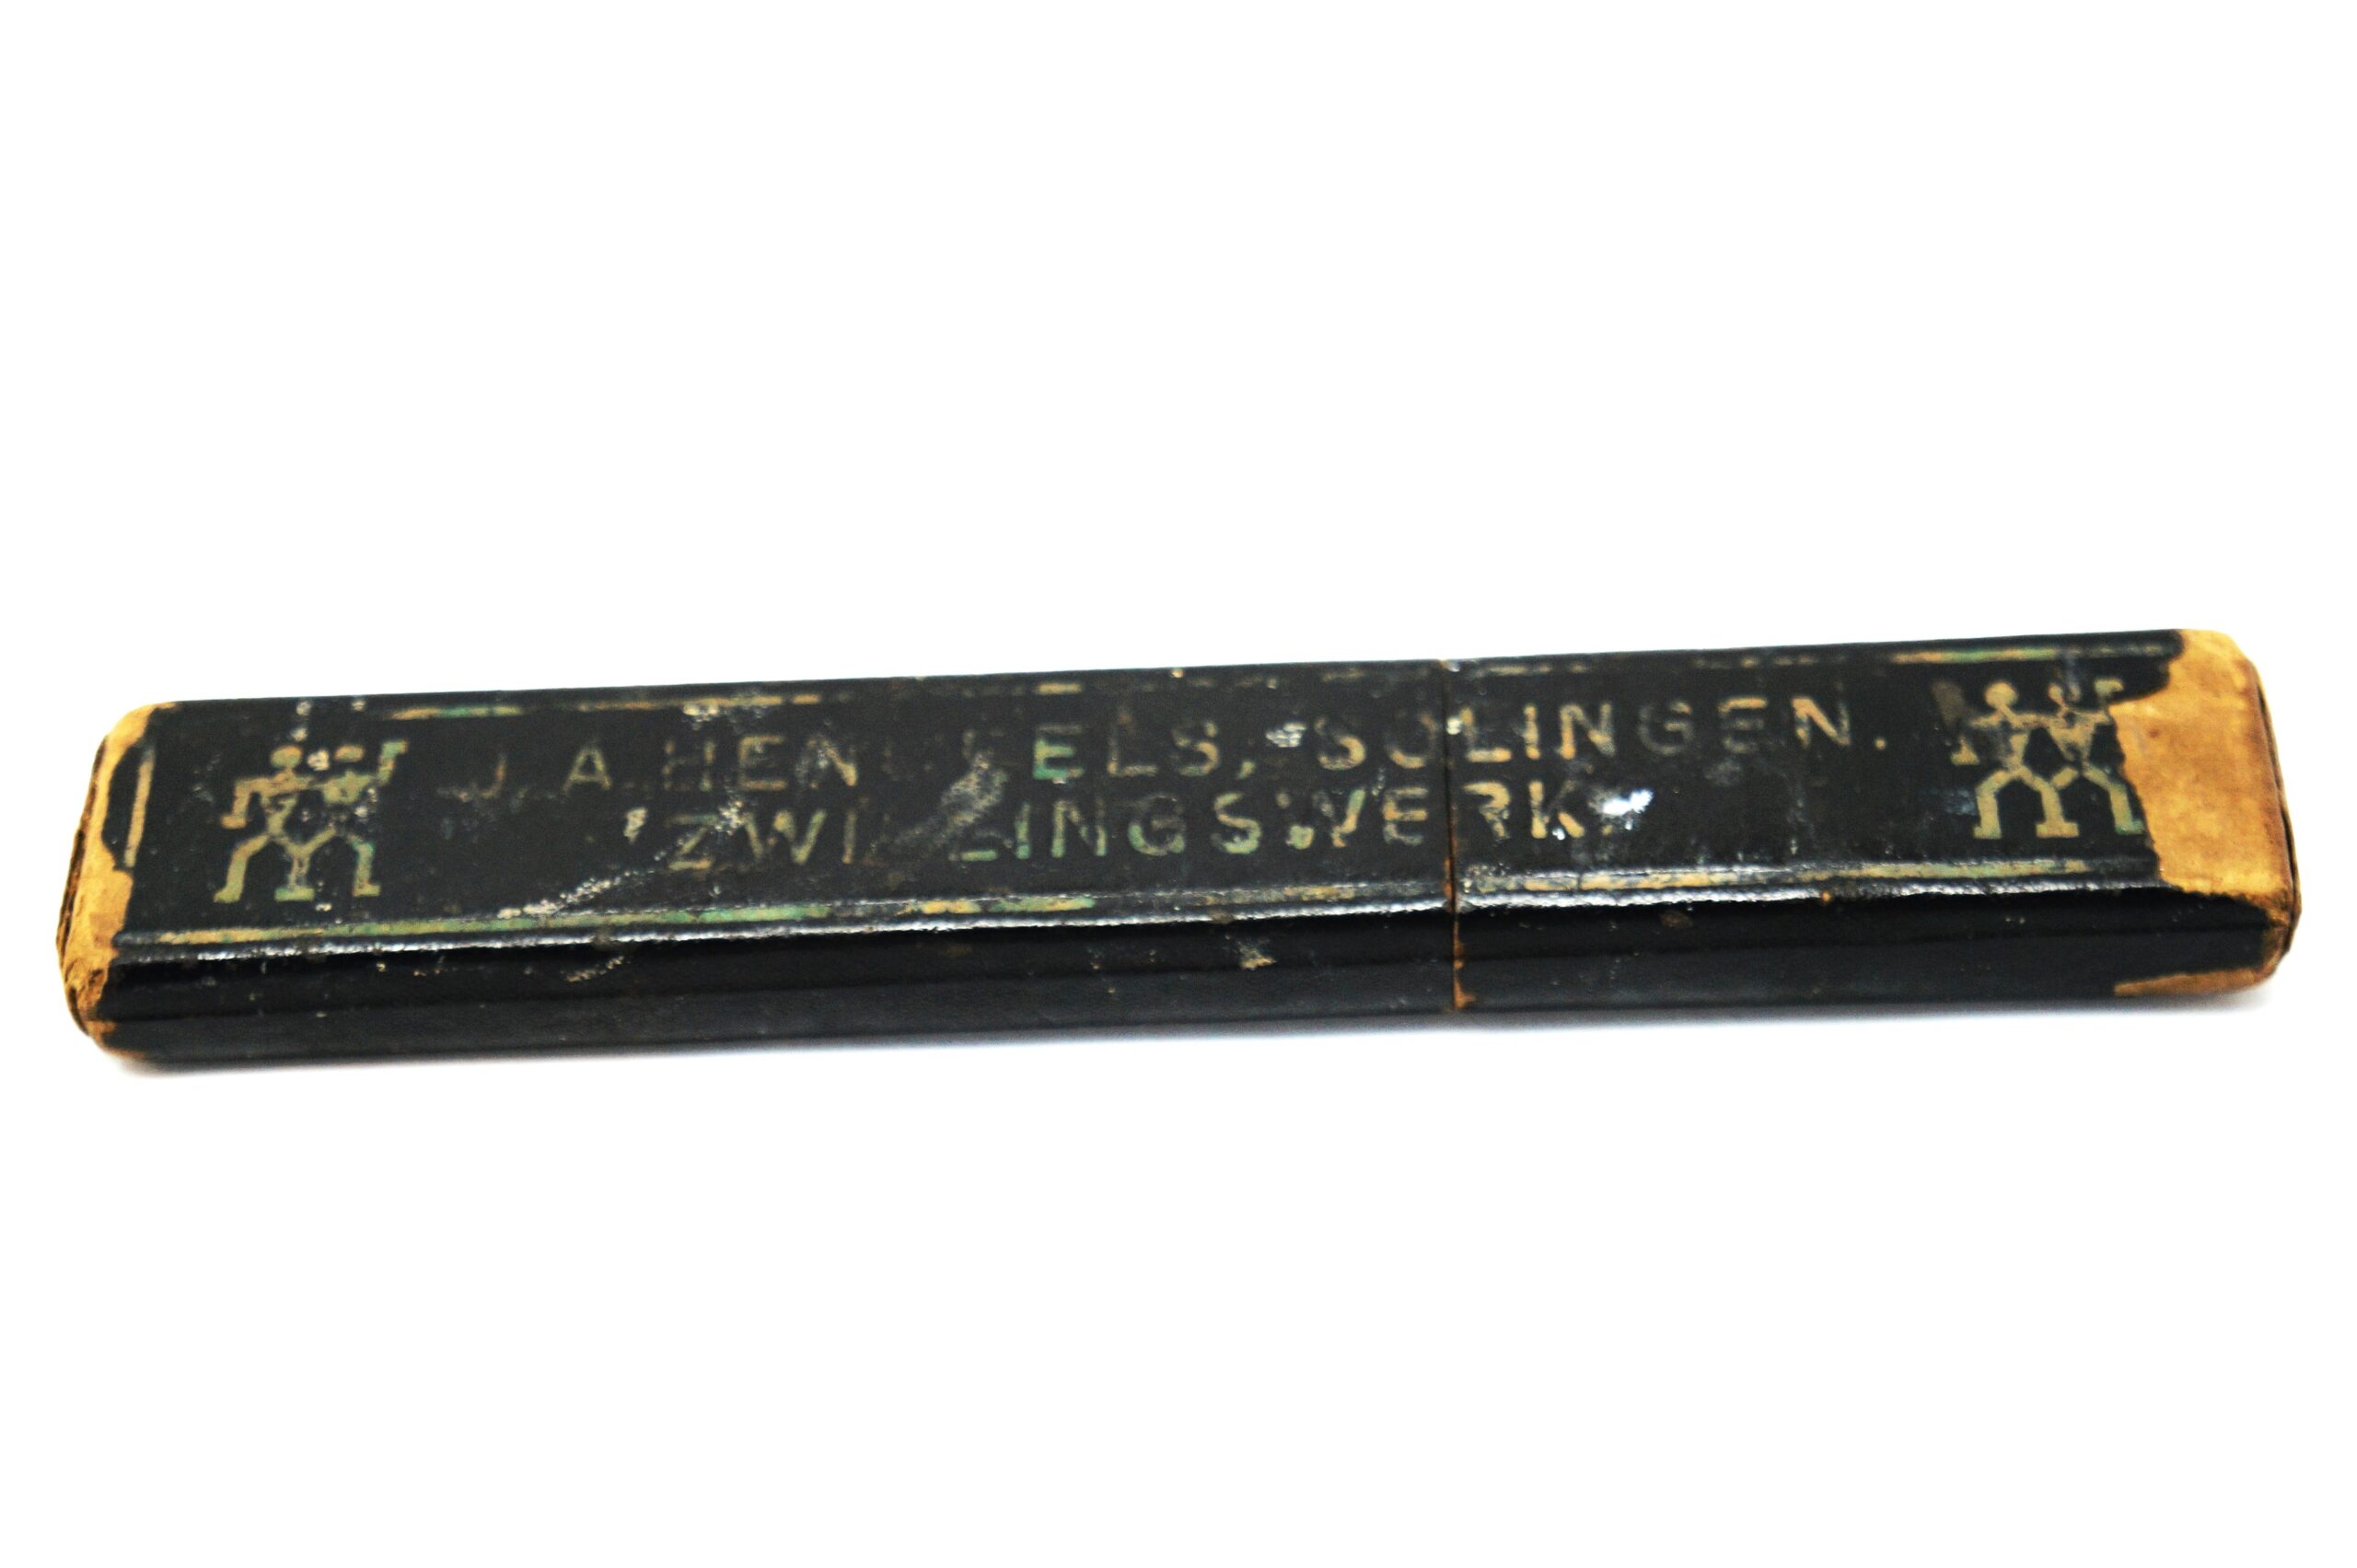 J. A. HENCKELS, SOLINGEN.
ZWILLINGSWERK